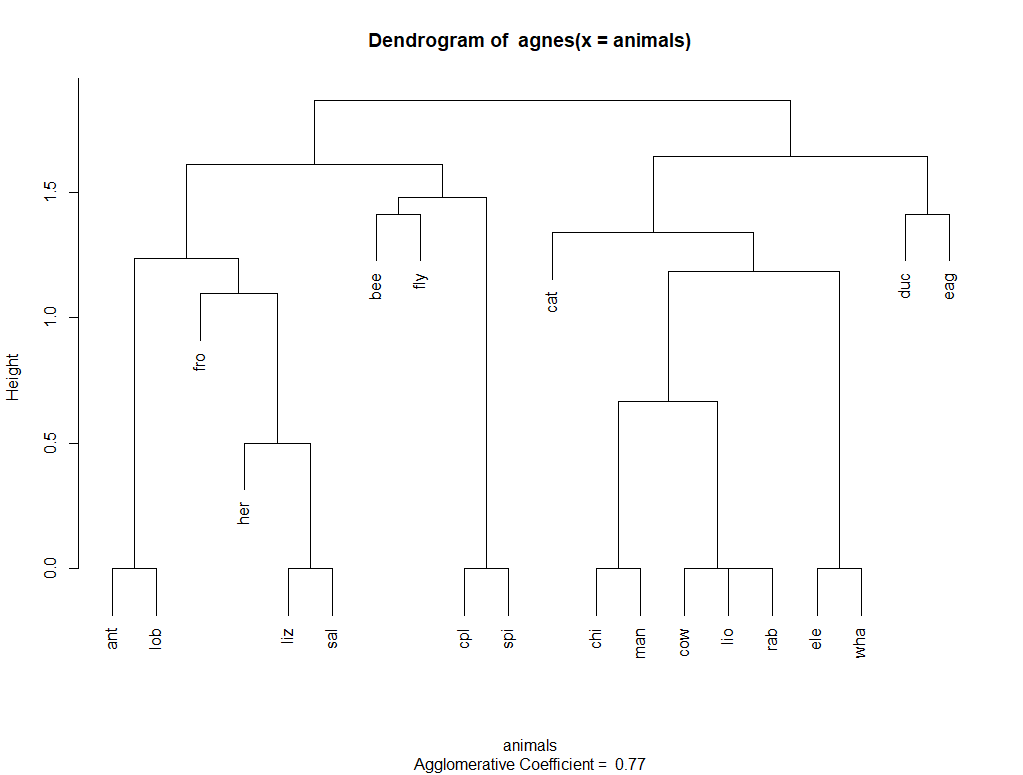 Dendrogram of agnes(x = animals)
Height
1.5
1.0
0.5
0.0
bee
fly
cat
duc
eag
fro
her
ant
lob
liz
sal
cpl
spi
chi
man
cow
lio
rab
ele
wha
animals
Agglomerative Coefficient = 0.77